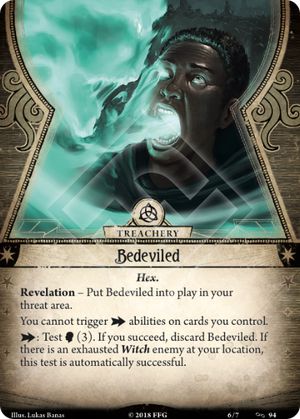 TREACHERY
Bedeviled
Hex.
Revelation – Put Bedeviled into play in your
threat area.
You cannot trigger abilities on cards you control.
: Test (3). If you succeed, discard Bedeviled. If
there is an exhausted Witch enemy at your location,
this test is automatically successful.
Illus. Lukas Banas © 2018 FFG 6/7 94